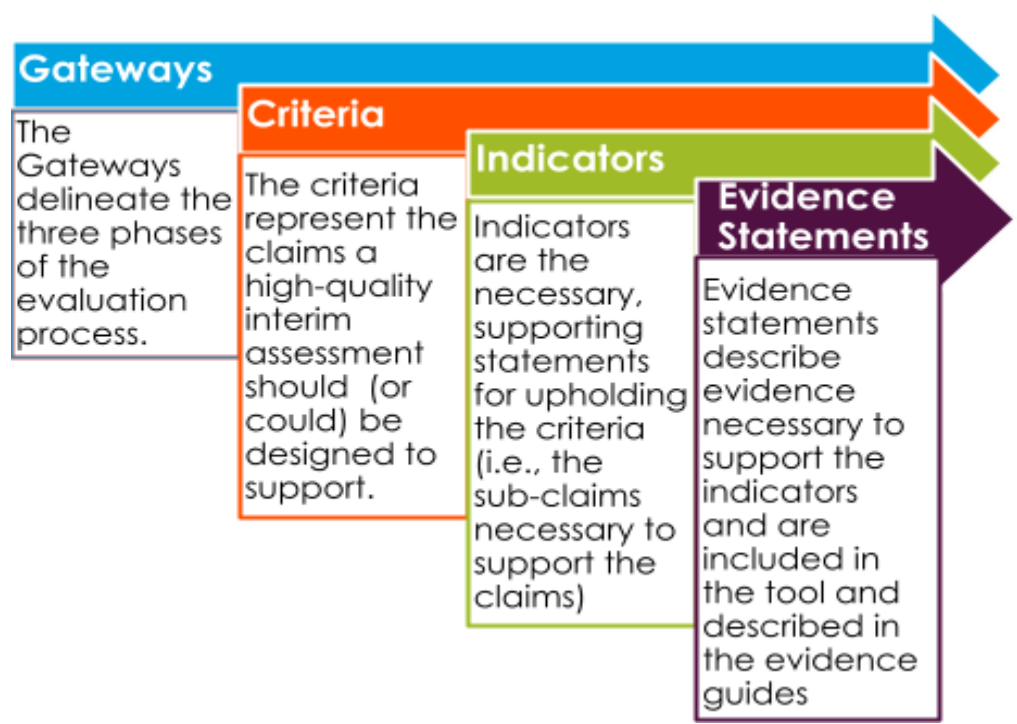 Gateways
The
Gateways
delineate the
three phases
of the
evaluation
process.
Criteria
The criteria
represent the
claims a
high-quality
interim
assessment
should (or
could) be
designed to
support.
Indicators
Indicators
are the
necessary,
supporting
statements
for upholding
the criteria
(i.e., the
sub-claims
necessary to
support the
claims)
Evidence
Statements
Evidence
statements
describe
evidence
necessary to
support the
indicators
and are
included in
the tool and
described in
the evidence
guides